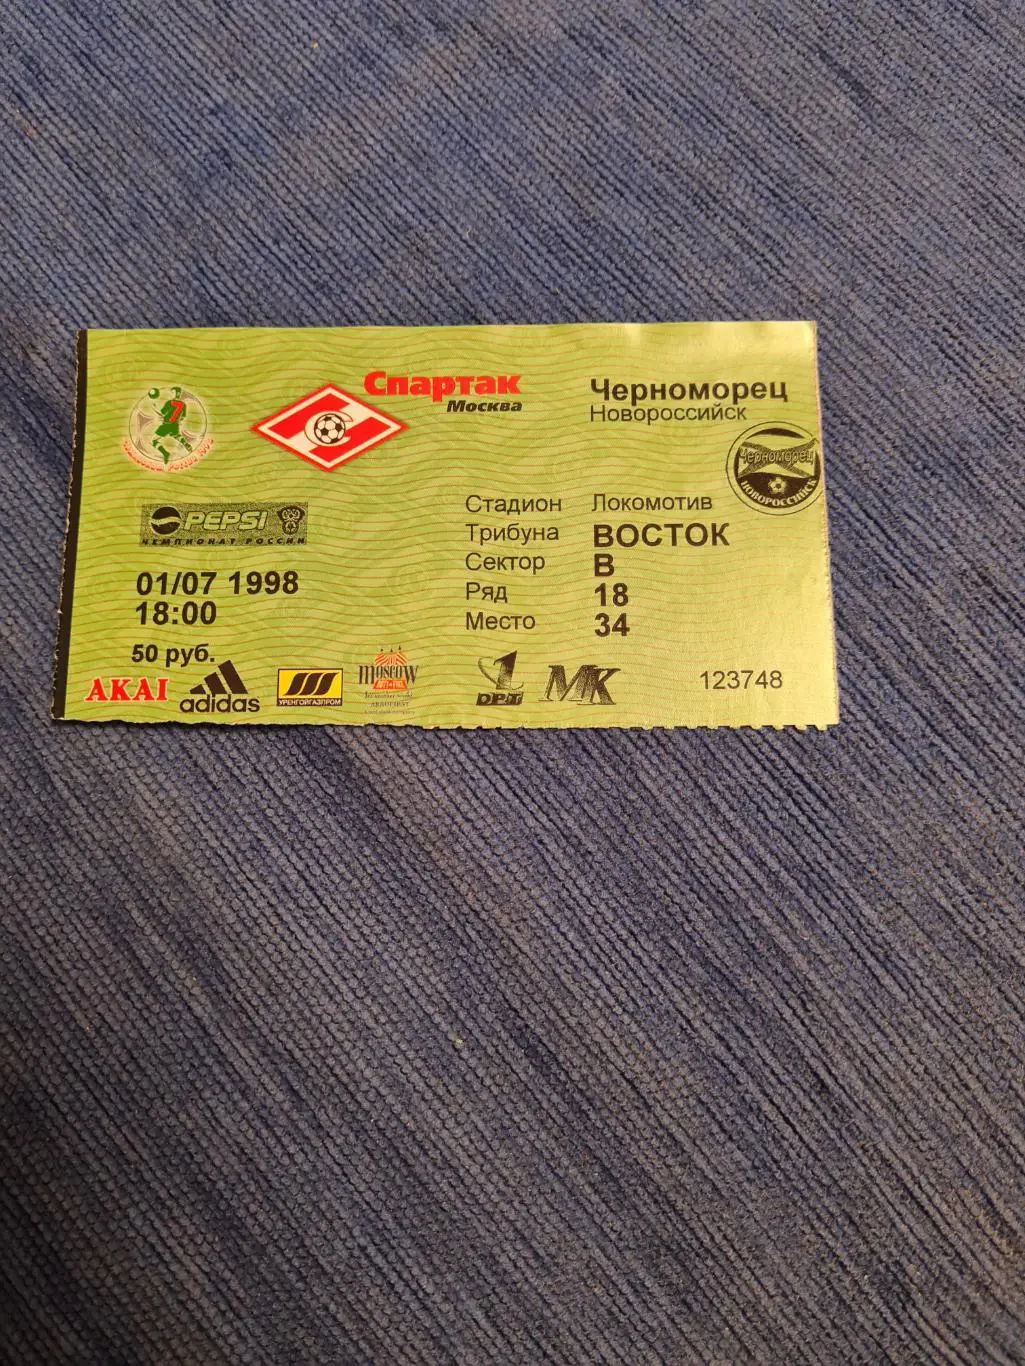 Спартак
Москва
Черноморец
Новороссийск
Черноморец
НОВОРОССИЙСК
PEPSI
ЧЕМПИОНАТ РОССИИ
01/07 1998
18:00
50 руб.
Стадион Локомотив
Трибуна ВОСТОК
Сектор В
Ряд 18
Место 34
AKAI
adidas
УРЕНГОЙГАЗПРОМ
MOSCOW
1
ОРТ
МК
123748